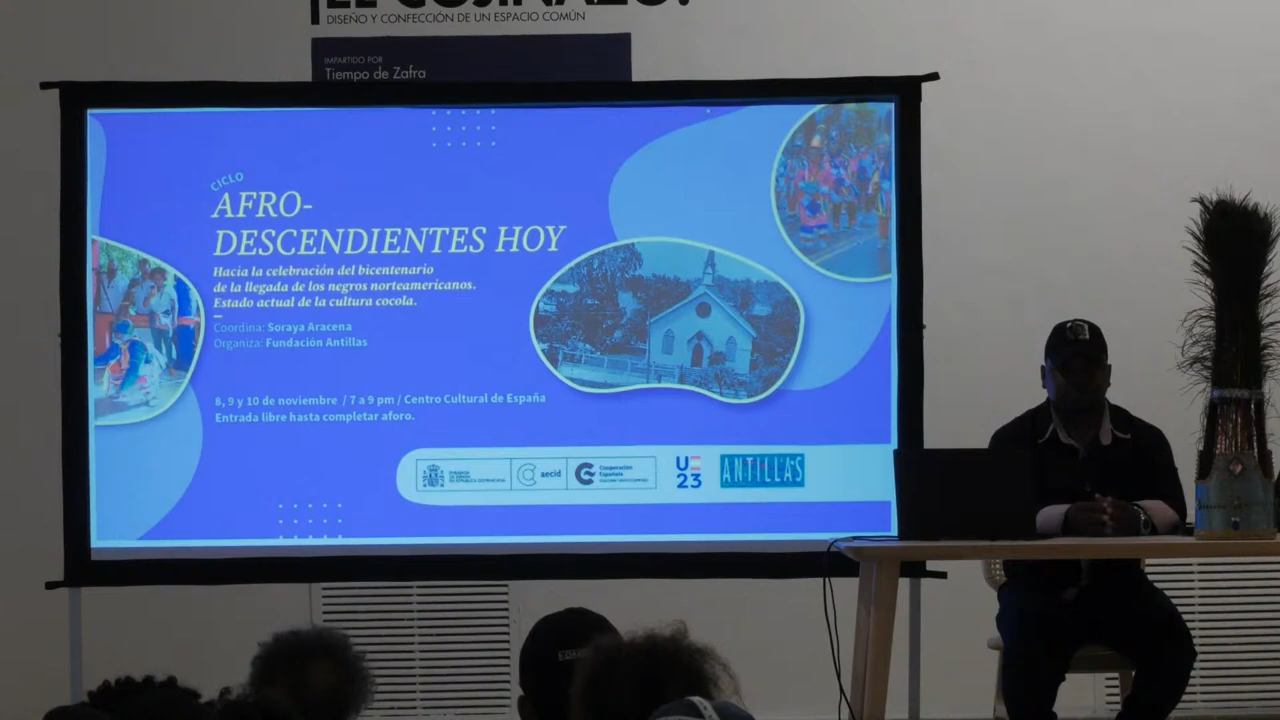 DISEÑO Y CONFECCIÓN DE UN ESPACIO COMÚN
IMPARTIDO POR
Tiempo de Zafra
CICLO
AFRO-
DESCENDIENTES HOY
Hacia la celebración del bicentenario
de la llegada de los negros norteamericanos.
Estado actual de la cultura cocola.
Coordina: Soraya Aracena
Organiza: Fundación Antillas
8, 9 y 10 de noviembre / 7 a 9 pm / Centro Cultural de España
Entrada libre hasta completar aforo.
aecid
Cooperación
Española
UE
23
ANTILLAS